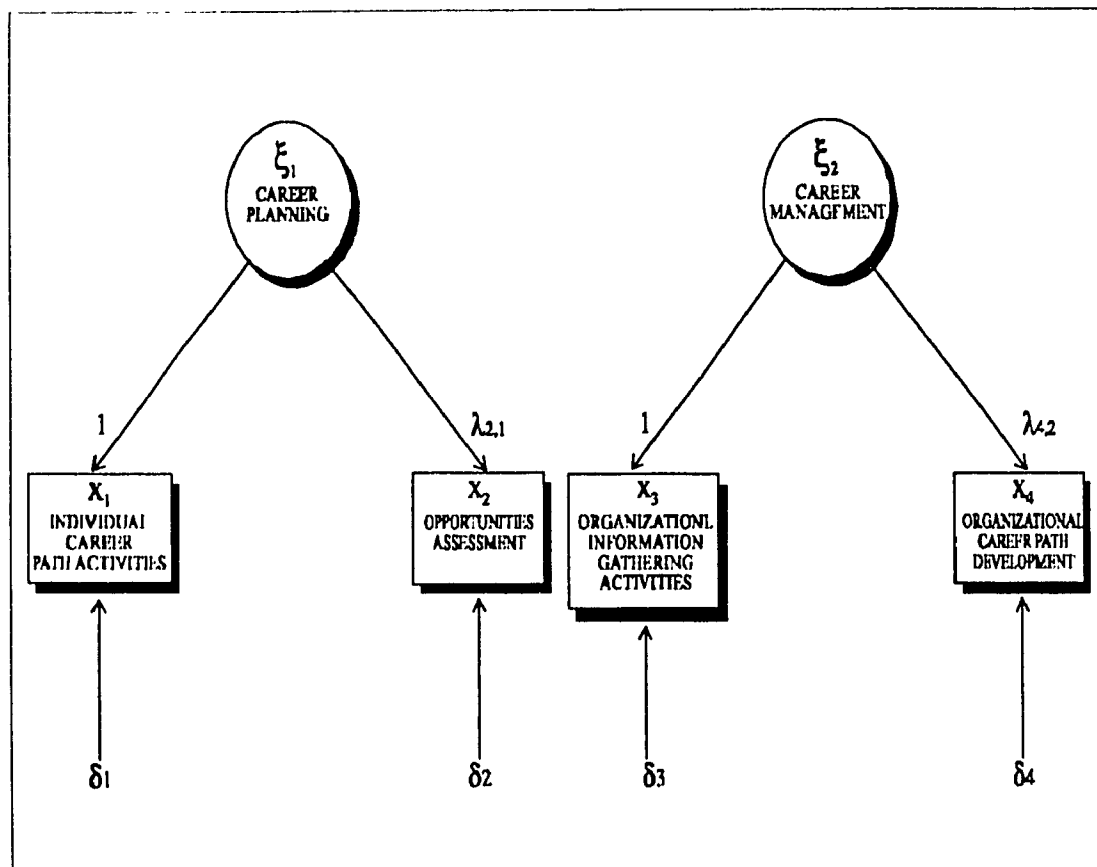 ξ1
CAREER
PLANNING
ξ2
CAREER
MANAGEMENT
1
λ2,1
1
λ4,2
X1
INDIVIDUAL
CAREER
PATH ACTIVITIES
X2
OPPORTUNITIES
ASSESSMENT
X3
ORGANIZATIONL
INFORMATION
GATHERING
ACTIVITIES
X4
ORGANIZATIONAL
CAREER PATH
DEVELOPMENT
δ1
δ2
δ3
δ4